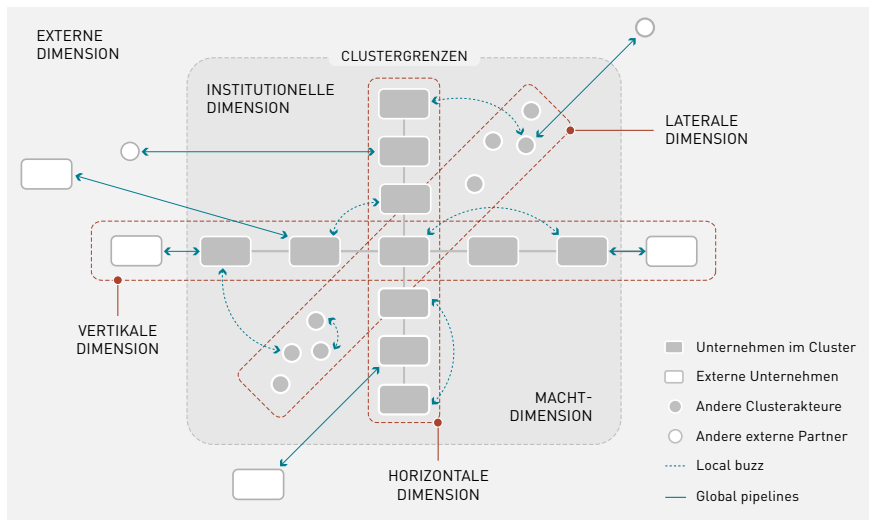 EXTERNE
DIMENSION
CLUSTERGRENZEN
INSTITUTIONELLE
DIMENSION
LATERALE
DIMENSION
VERTIKALE
DIMENSION
MACHT-
DIMENSION
HORIZONTALE
DIMENSION
Unternehmen im Cluster
Externe Unternehmen
Andere Clusterakteure
Andere externe Partner
Local buzz
Global pipelines